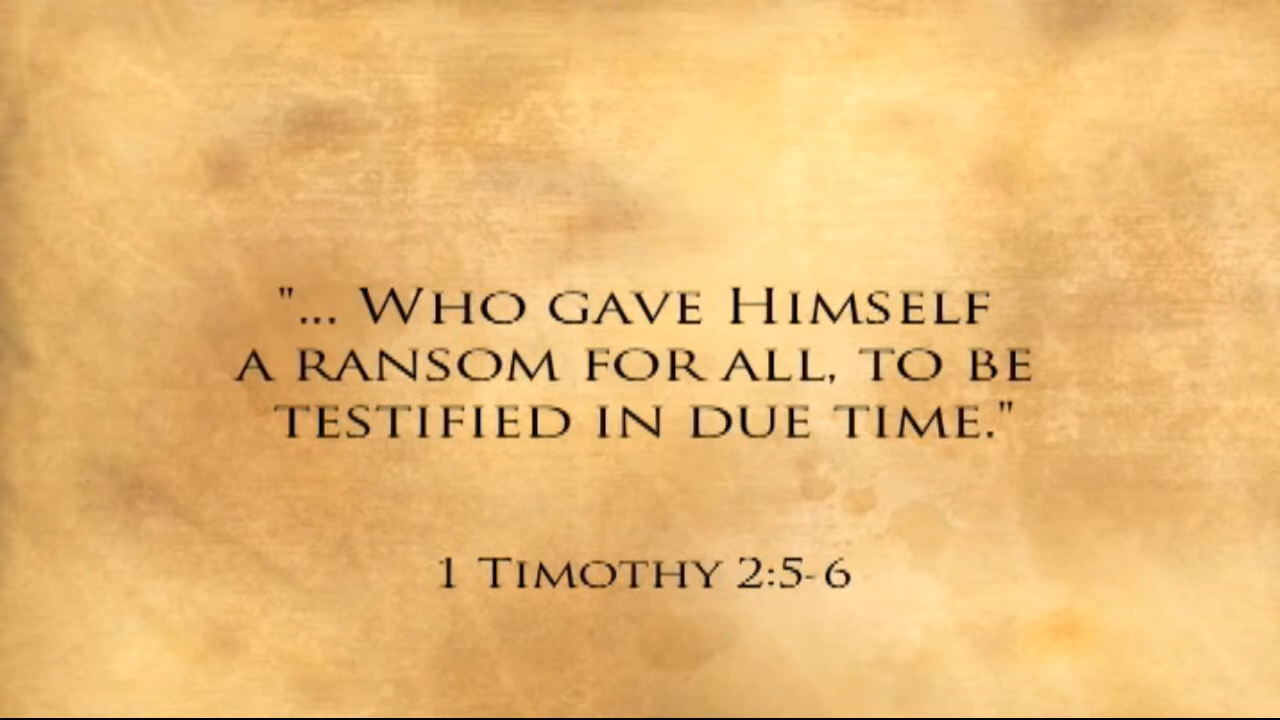 "... Who gave Himself
a ransom for all, to be
testified in due time."
1 Timothy 2:5-6